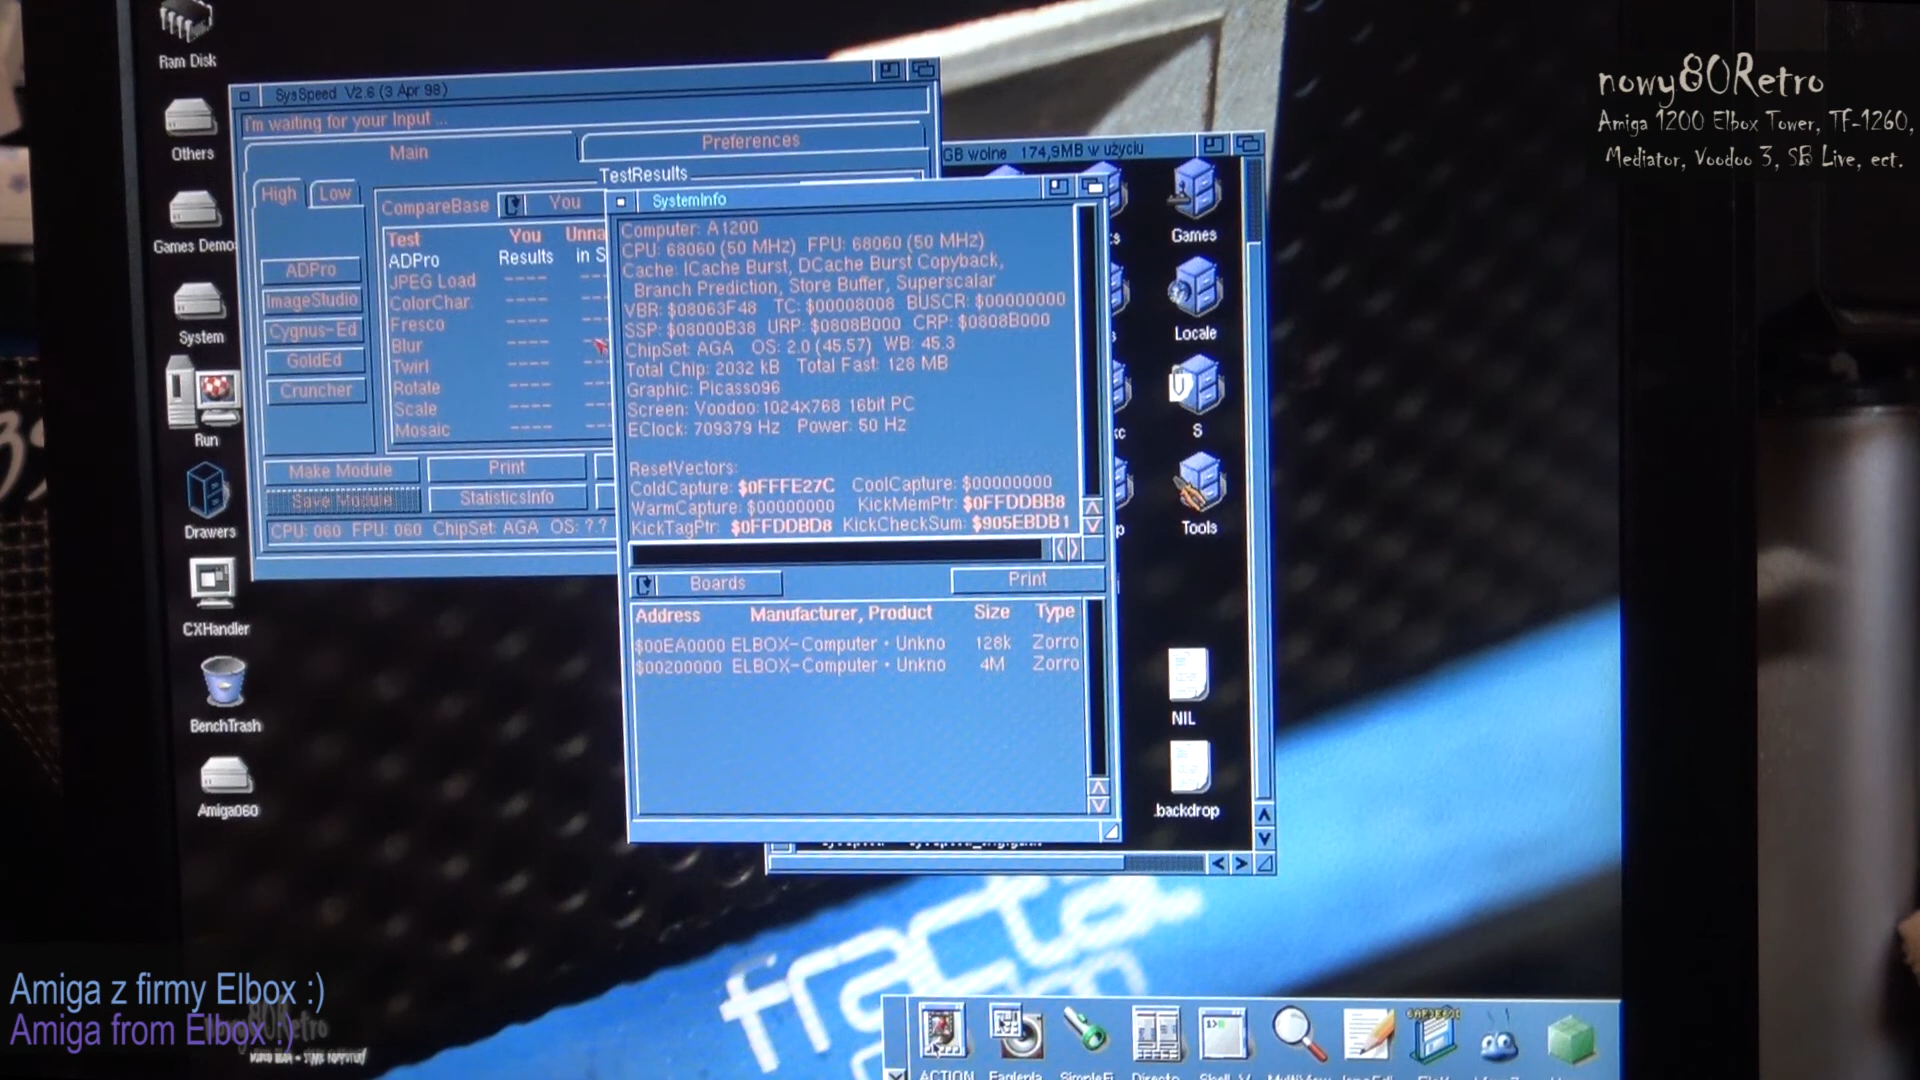 Ram Disk
Others
Games Demo
System
Run
Drawers
CXHandler
BenchTrash
Amiga060
SysSpeed V2.6 (3 Apr 98)
I'm waiting for your Input ...
Main
Preferences
TestResults
High
Low
CompareBase
You
Test You Unna
ADPro Results in S
JPEG Load ----
ColorChar. ----
Fresco ----
Blur ----
Twirl ----
Rotate ----
Scale ----
Mosaic ----
ADPro
ImageStudio
Cygnus-Ed
GoldEd
Cruncher
Make Module
Print
Save Module
StatisticsInfo
CPU: 060 FPU: 060 ChipSet: AGA OS: ?.?
GB wolne 174,9MB w użyciu
SystemInfo
Computer: A1200
CPU: 68060 (50 MHz) FPU: 68060 (50 MHz)
Cache: ICache Burst, DCache Burst Copyback,
Branch Prediction, Store Buffer, Superscalar
VBR: $08063F48 TC: $00008008 BUSCR: $00000000
SSP: $08000B38 URP: $0808B000 CRP: $0808B000
ChipSet: AGA OS: 2.0 (45.57) WB: 45.3
Total Chip: 2032 kB Total Fast: 128 MB
Graphic: Picasso96
Screen: Voodoo:1024x768 16bit PC
EClock: 709379 Hz Power: 50 Hz
ResetVectors:
ColdCapture: $0FFFE27C CoolCapture: $00000000
WarmCapture: $00000000 KickMemPtr: $0FFDDBB8
KickTagPtr: $0FFDDBD8 KickCheckSum: $905EBDB1
Boards
Print
Address Manufacturer, Product Size Type
$00EA0000 ELBOX-Computer • Unkno 128k Zorro
$00200000 ELBOX-Computer • Unkno 4M Zorro
Games
Locale
S
Tools
NIL
.backdrop
nowy80Retro
Amiga 1200 Elbox Tower, TF-1260,
Mediator, Voodoo 3, SB Live, ect.
Amiga z firmy Elbox :)
Amiga from Elbox :)
fracta
ACTION